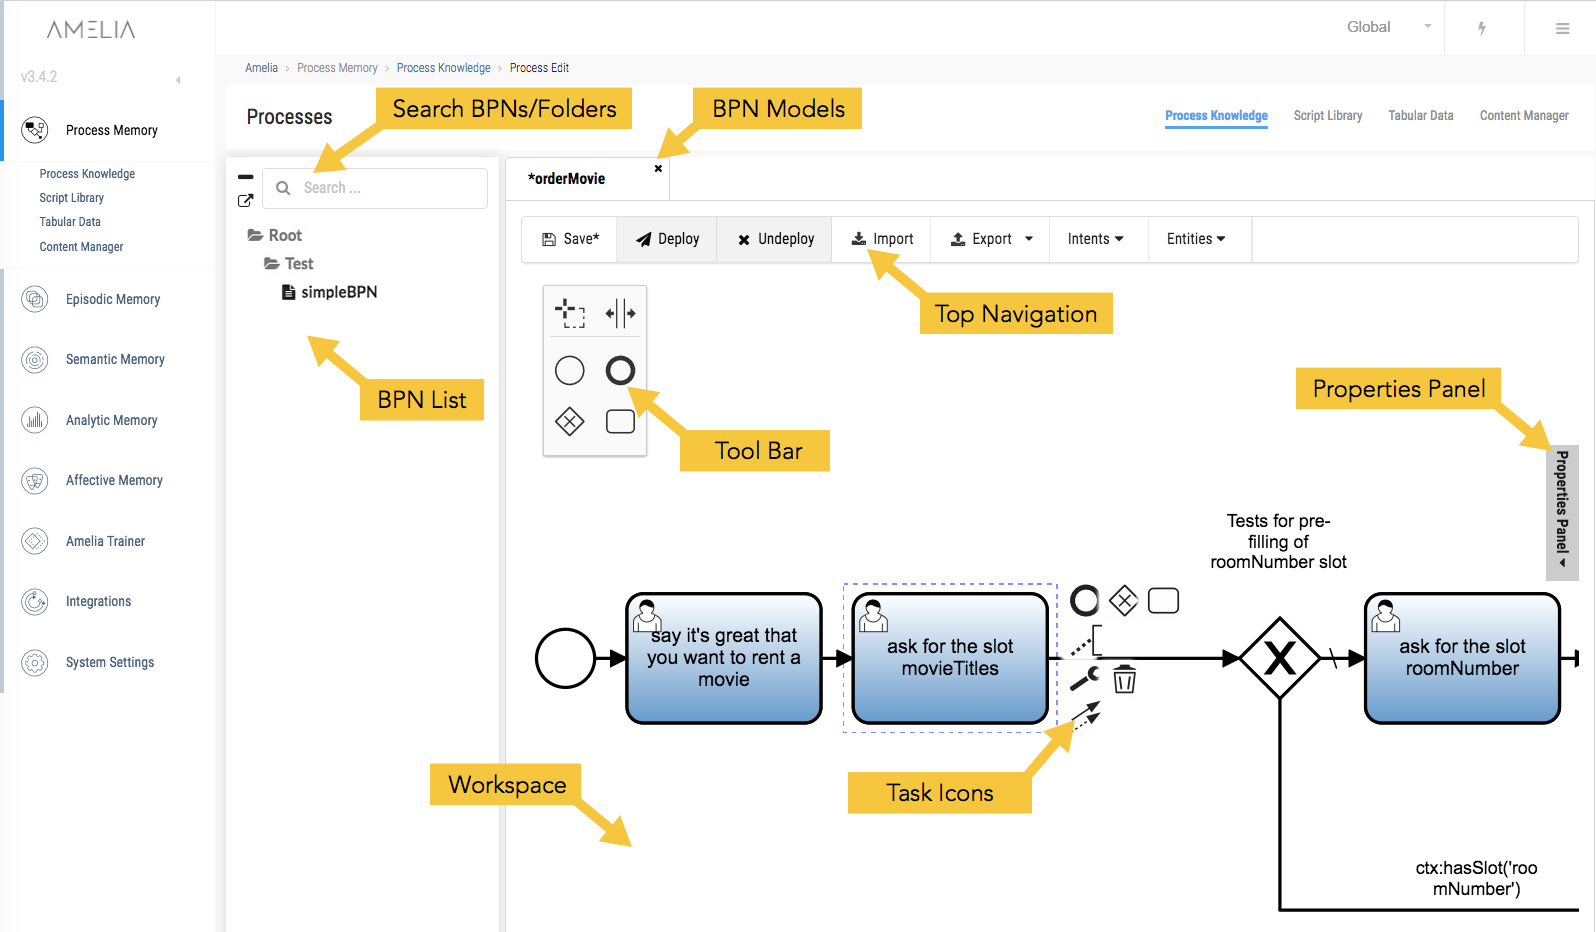 AMELIA
Global
v3.4.2
Amelia > Process Memory > Process Knowledge > Process Edit
Processes
Search BPNs/Folders
BPN Models
Process Knowledge
Script Library
Tabular Data
Content Manager
Process Memory
Process Knowledge
Script Library
Tabular Data
Content Manager
Episodic Memory
Semantic Memory
Analytic Memory
Affective Memory
Amelia Trainer
Integrations
System Settings
Search ...
Root
Test
simpleBPN
BPN List
*orderMovie
Save*
Deploy
Undeploy
Import
Export
Intents
Entities
Top Navigation
Tool Bar
Properties Panel
Properties Panel
Tests for pre-
filling of
roomNumber slot
say it's great that
you want to rent a
movie
ask for the slot
movieTitles
X
ask for the slot
roomNumber
Workspace
Task Icons
ctx:hasSlot('roo
mNumber')